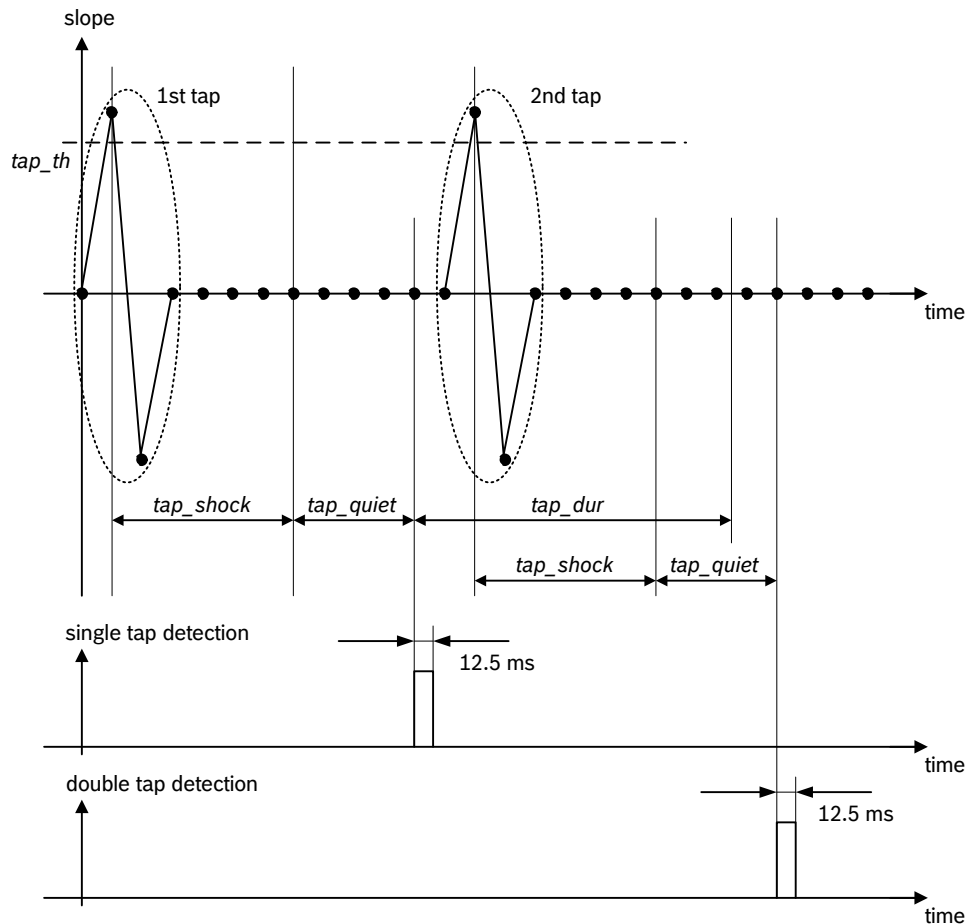 slope
1st tap
2nd tap
tap_th
time
tap_shock
tap_quiet
tap_dur
tap_shock
tap_quiet
single tap detection
12.5 ms
time
double tap detection
12.5 ms
time